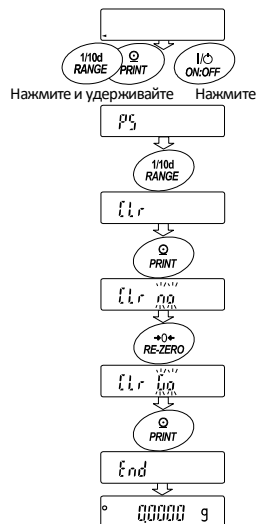 1/10d
RANGE
PRINT
ON:OFF
Нажмите и удерживайте Нажмите
PS
1/10d
RANGE
Clr
PRINT
Clr no
→0←
RE-ZERO
Clr Go
PRINT
End
0.0000 g